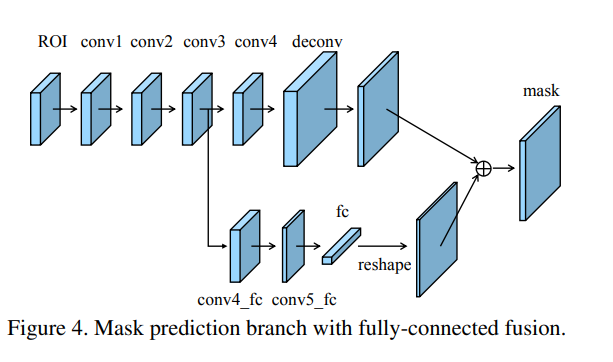 ROI conv1 conv2 conv3 conv4 deconv
mask
fc
reshape
conv4_fc conv5_fc
Figure 4. Mask prediction branch with fully-connected fusion.